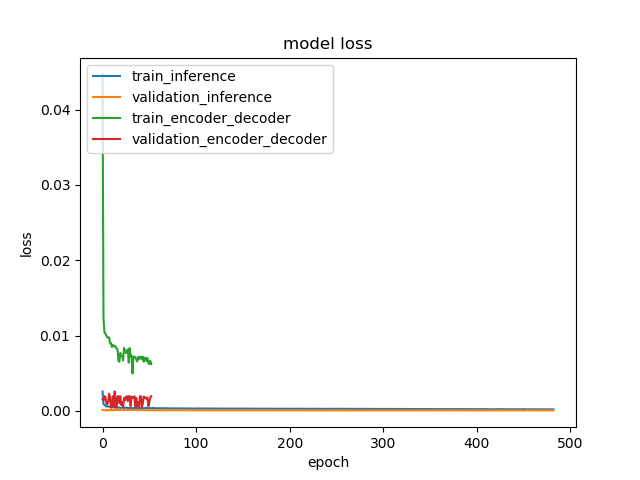 model loss
train_inference
validation_inference
train_encoder_decoder
validation_encoder_decoder
loss
0.04
0.03
0.02
0.01
0.00
0 100 200 300 400 500
epoch